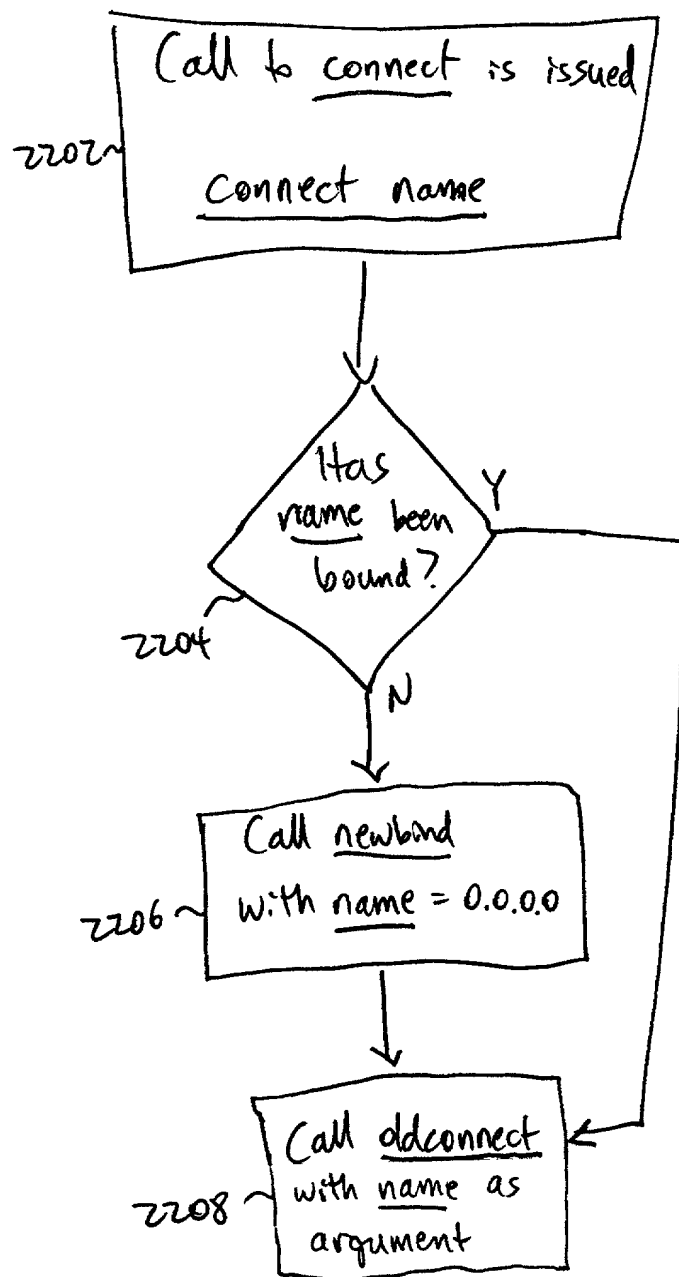 Call to connect is issued
2202
connect name
Has
name been
bound?
Y
2204
N
Call newbind
with name = 0.0.0.0
2206
Call oldconnect
with name as
2208
argument